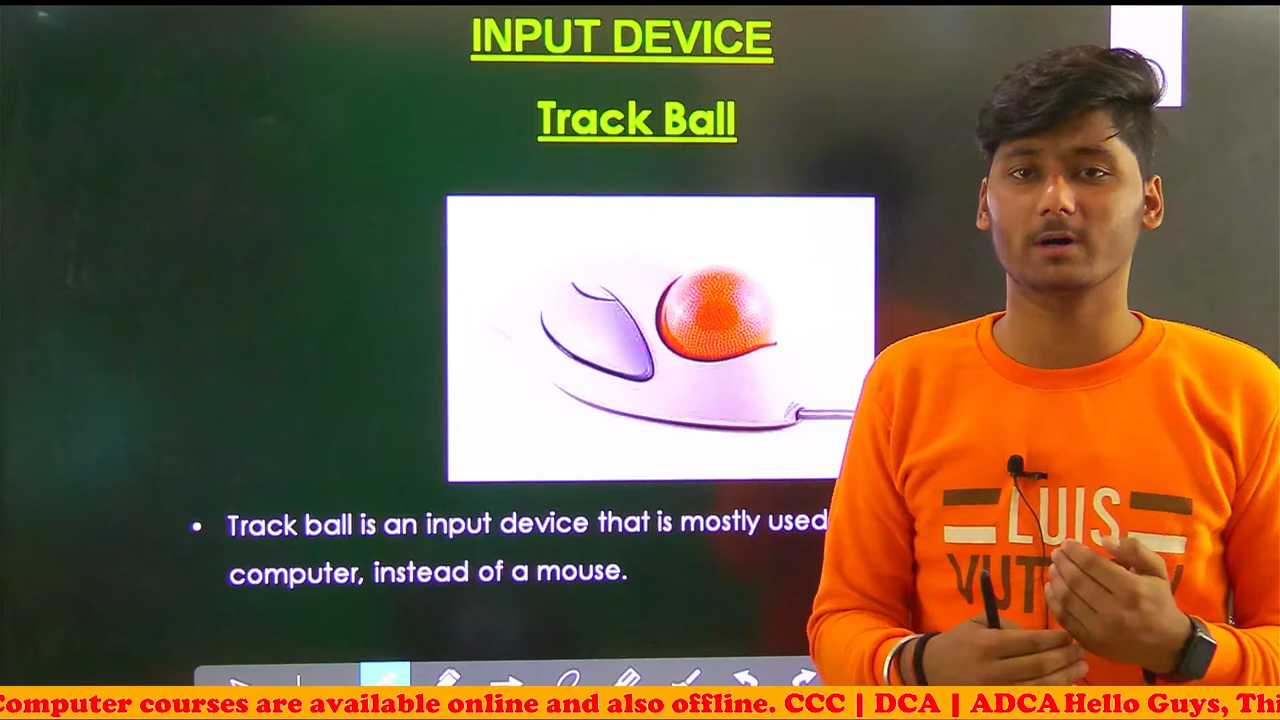 INPUT DEVICE
Track Ball
• Track ball is an input device that is mostly used
computer, instead of a mouse.
LUIS
Computer courses are available online and also offline. CCC | DCA | ADCA Hello Guys,